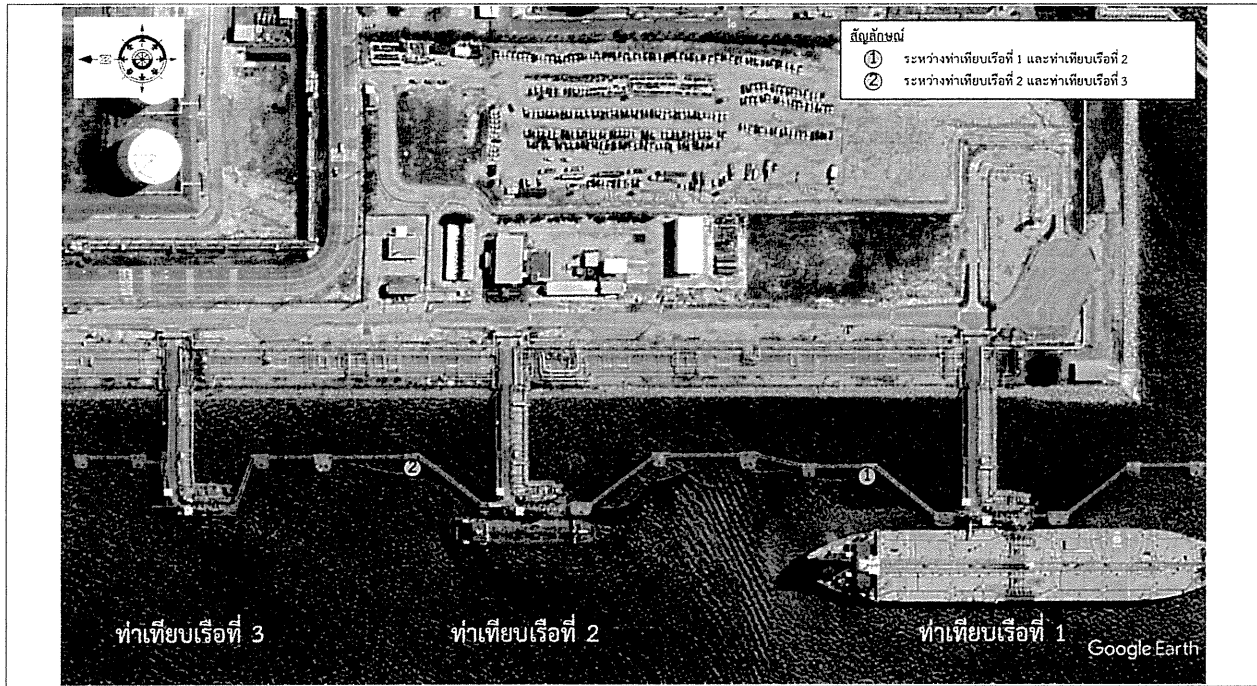 สัญลักษณ์
① ระหว่างท่าเทียบเรือที่ 1 และท่าเทียบเรือที่ 2
② ระหว่างท่าเทียบเรือที่ 2 และท่าเทียบเรือที่ 3
②
①
ท่าเทียบเรือที่ 3
ท่าเทียบเรือที่ 2
ท่าเทียบเรือที่ 1
Google Earth